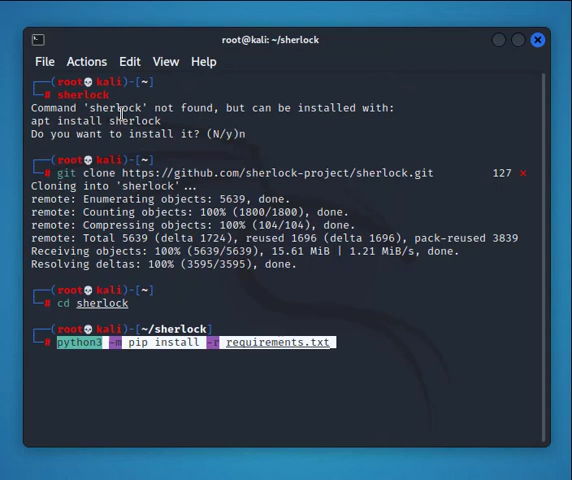 root@kali: ~/sherlock
File Actions Edit View Help
┌──(root💀kali)-[~]
└─# sherlock
Command 'sherlock' not found, but can be installed with:
apt install sherlock
Do you want to install it? (N/y)n
┌──(root💀kali)-[~]
└─# git clone https://github.com/sherlock-project/sherlock.git 127 ⨯
Cloning into 'sherlock'...
remote: Enumerating objects: 5639, done.
remote: Counting objects: 100% (1800/1800), done.
remote: Compressing objects: 100% (104/104), done.
remote: Total 5639 (delta 1724), reused 1696 (delta 1696), pack-reused 3839
Receiving objects: 100% (5639/5639), 15.61 MiB | 1.21 MiB/s, done.
Resolving deltas: 100% (3595/3595), done.
┌──(root💀kali)-[~]
└─# cd sherlock
┌──(root💀kali)-[~/sherlock]
└─# python3 -m pip install -r requirements.txt